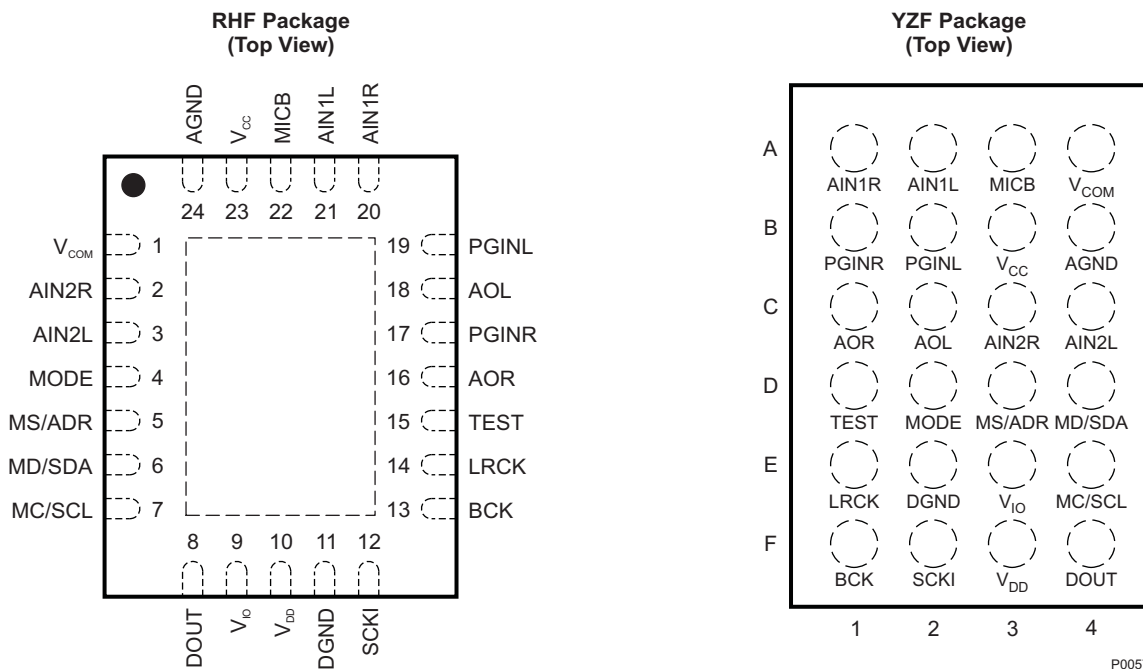 RHF Package
(Top View)
AGND
VCC
MICB
AIN1L
AIN1R
24 23 22 21 20
VCOM 1
AIN2R 2
AIN2L 3
MODE 4
MS/ADR 5
MD/SDA 6
MC/SCL 7
19 PGINL
18 AOL
17 PGINR
16 AOR
15 TEST
14 LRCK
13 BCK
8 9 10 11 12
DOUT
VIO
VDD
DGND
SCKI
YZF Package
(Top View)
A
AIN1R AIN1L MICB VCOM
B
PGINR PGINL VCC AGND
C
AOR AOL AIN2R AIN2L
D
TEST MODE MS/ADR MD/SDA
E
LRCK DGND VIO MC/SCL
F
BCK SCKI VDD DOUT
1 2 3 4
P005